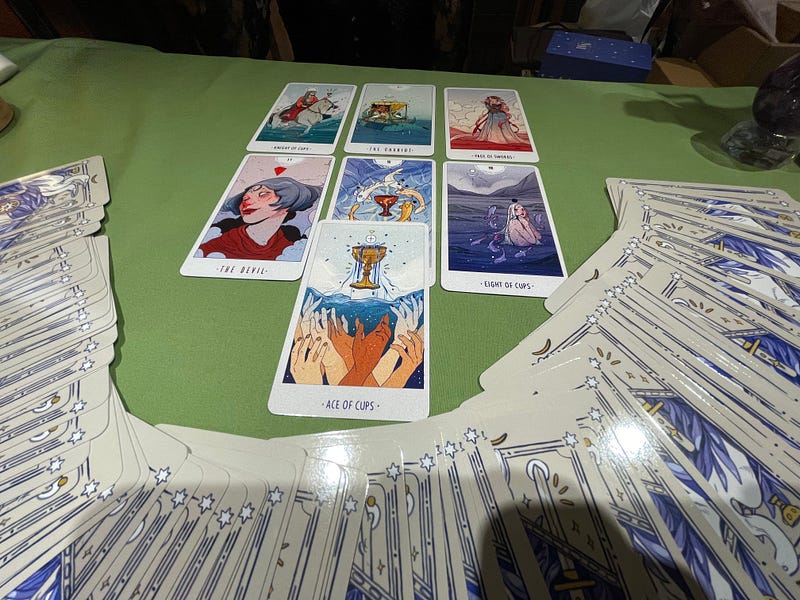 · KNIGHT OF CUPS ·
· THE CHARIOT ·
· PAGE OF SWORDS ·
· THE DEVIL ·
· EIGHT OF CUPS ·
· ACE OF CUPS ·